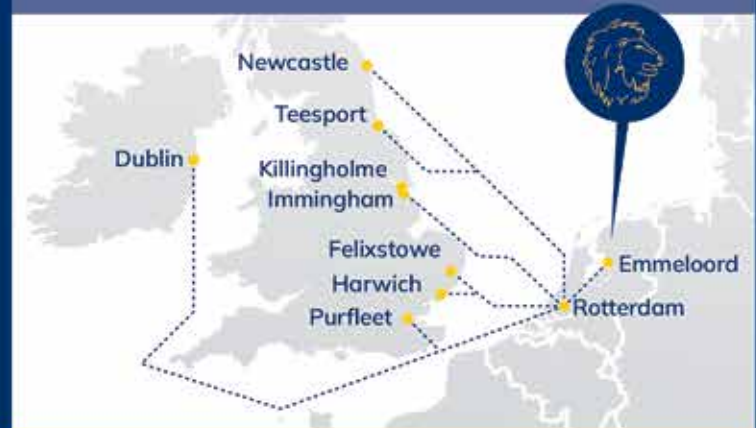 Newcastle
Teesport
Dublin
Killingholme
Immingham
Felixstowe
Emmeloord
Harwich
Rotterdam
Purfleet